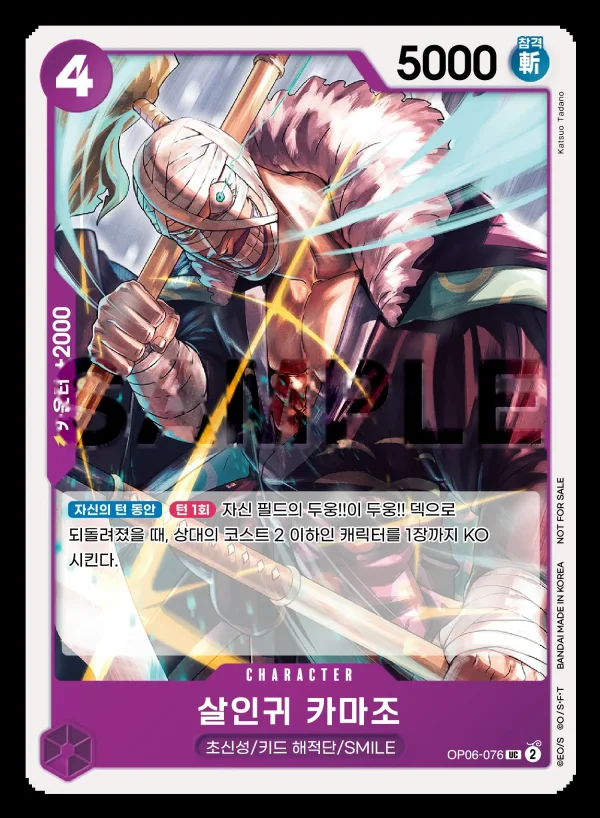 4
5000
참격
斬
Katsuo Tadano
카운터 +2000
SAMPLE
자신의 턴 동안 턴 1회 자신 필드의 두웅!!이 두웅!! 덱으로
되돌려졌을 때, 상대의 코스트 2 이하인 캐릭터를 1장까지 KO
시킨다.
CHARACTER
살인귀 카마조
초신성/키드 해적단/SMILE
OP06-076 UC 2
©EO/S ©O/S·F·T BANDAI MADE IN KOREA NOT FOR SALE